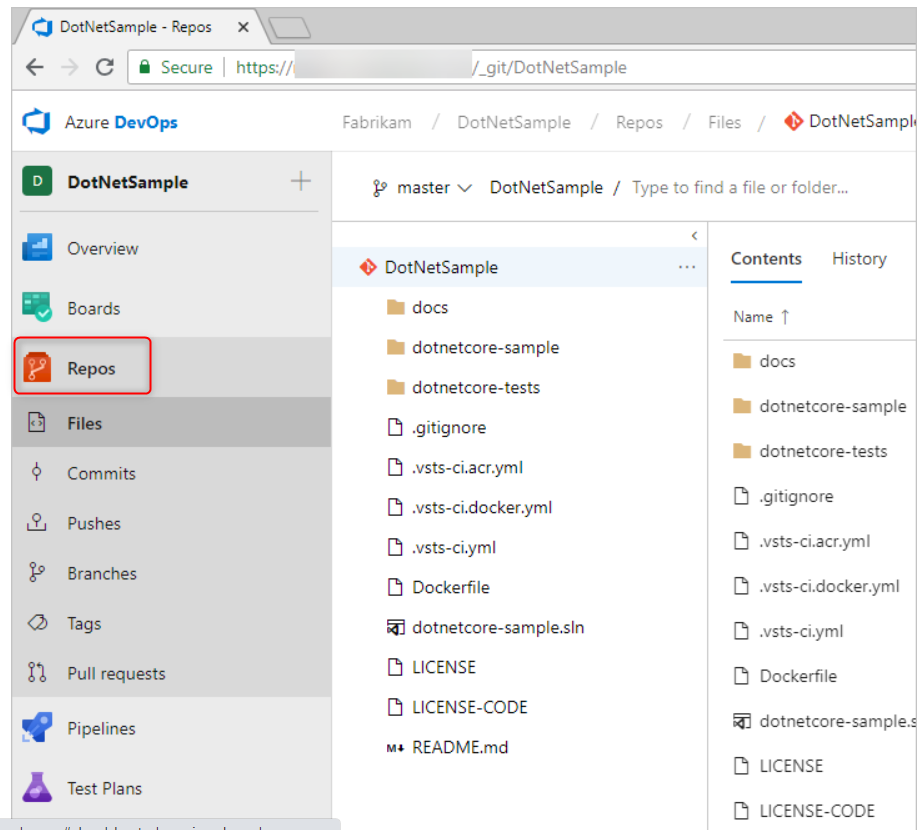 DotNetSample - Repos
Secure | https:// /_git/DotNetSample
Azure DevOps
Fabrikam / DotNetSample / Repos / Files / DotNetSampl
D DotNetSample
master DotNetSample / Type to find a file or folder...
Overview
Boards
Repos
Files
Commits
Pushes
Branches
Tags
Pull requests
Pipelines
Test Plans
DotNetSample ...
docs
dotnetcore-sample
dotnetcore-tests
.gitignore
.vsts-ci.acr.yml
.vsts-ci.docker.yml
.vsts-ci.yml
Dockerfile
dotnetcore-sample.sln
LICENSE
LICENSE-CODE
M↓ README.md
Contents History
Name ↑
docs
dotnetcore-sample
dotnetcore-tests
.gitignore
.vsts-ci.acr.yml
.vsts-ci.docker.yml
.vsts-ci.yml
Dockerfile
dotnetcore-sample.s
LICENSE
LICENSE-CODE